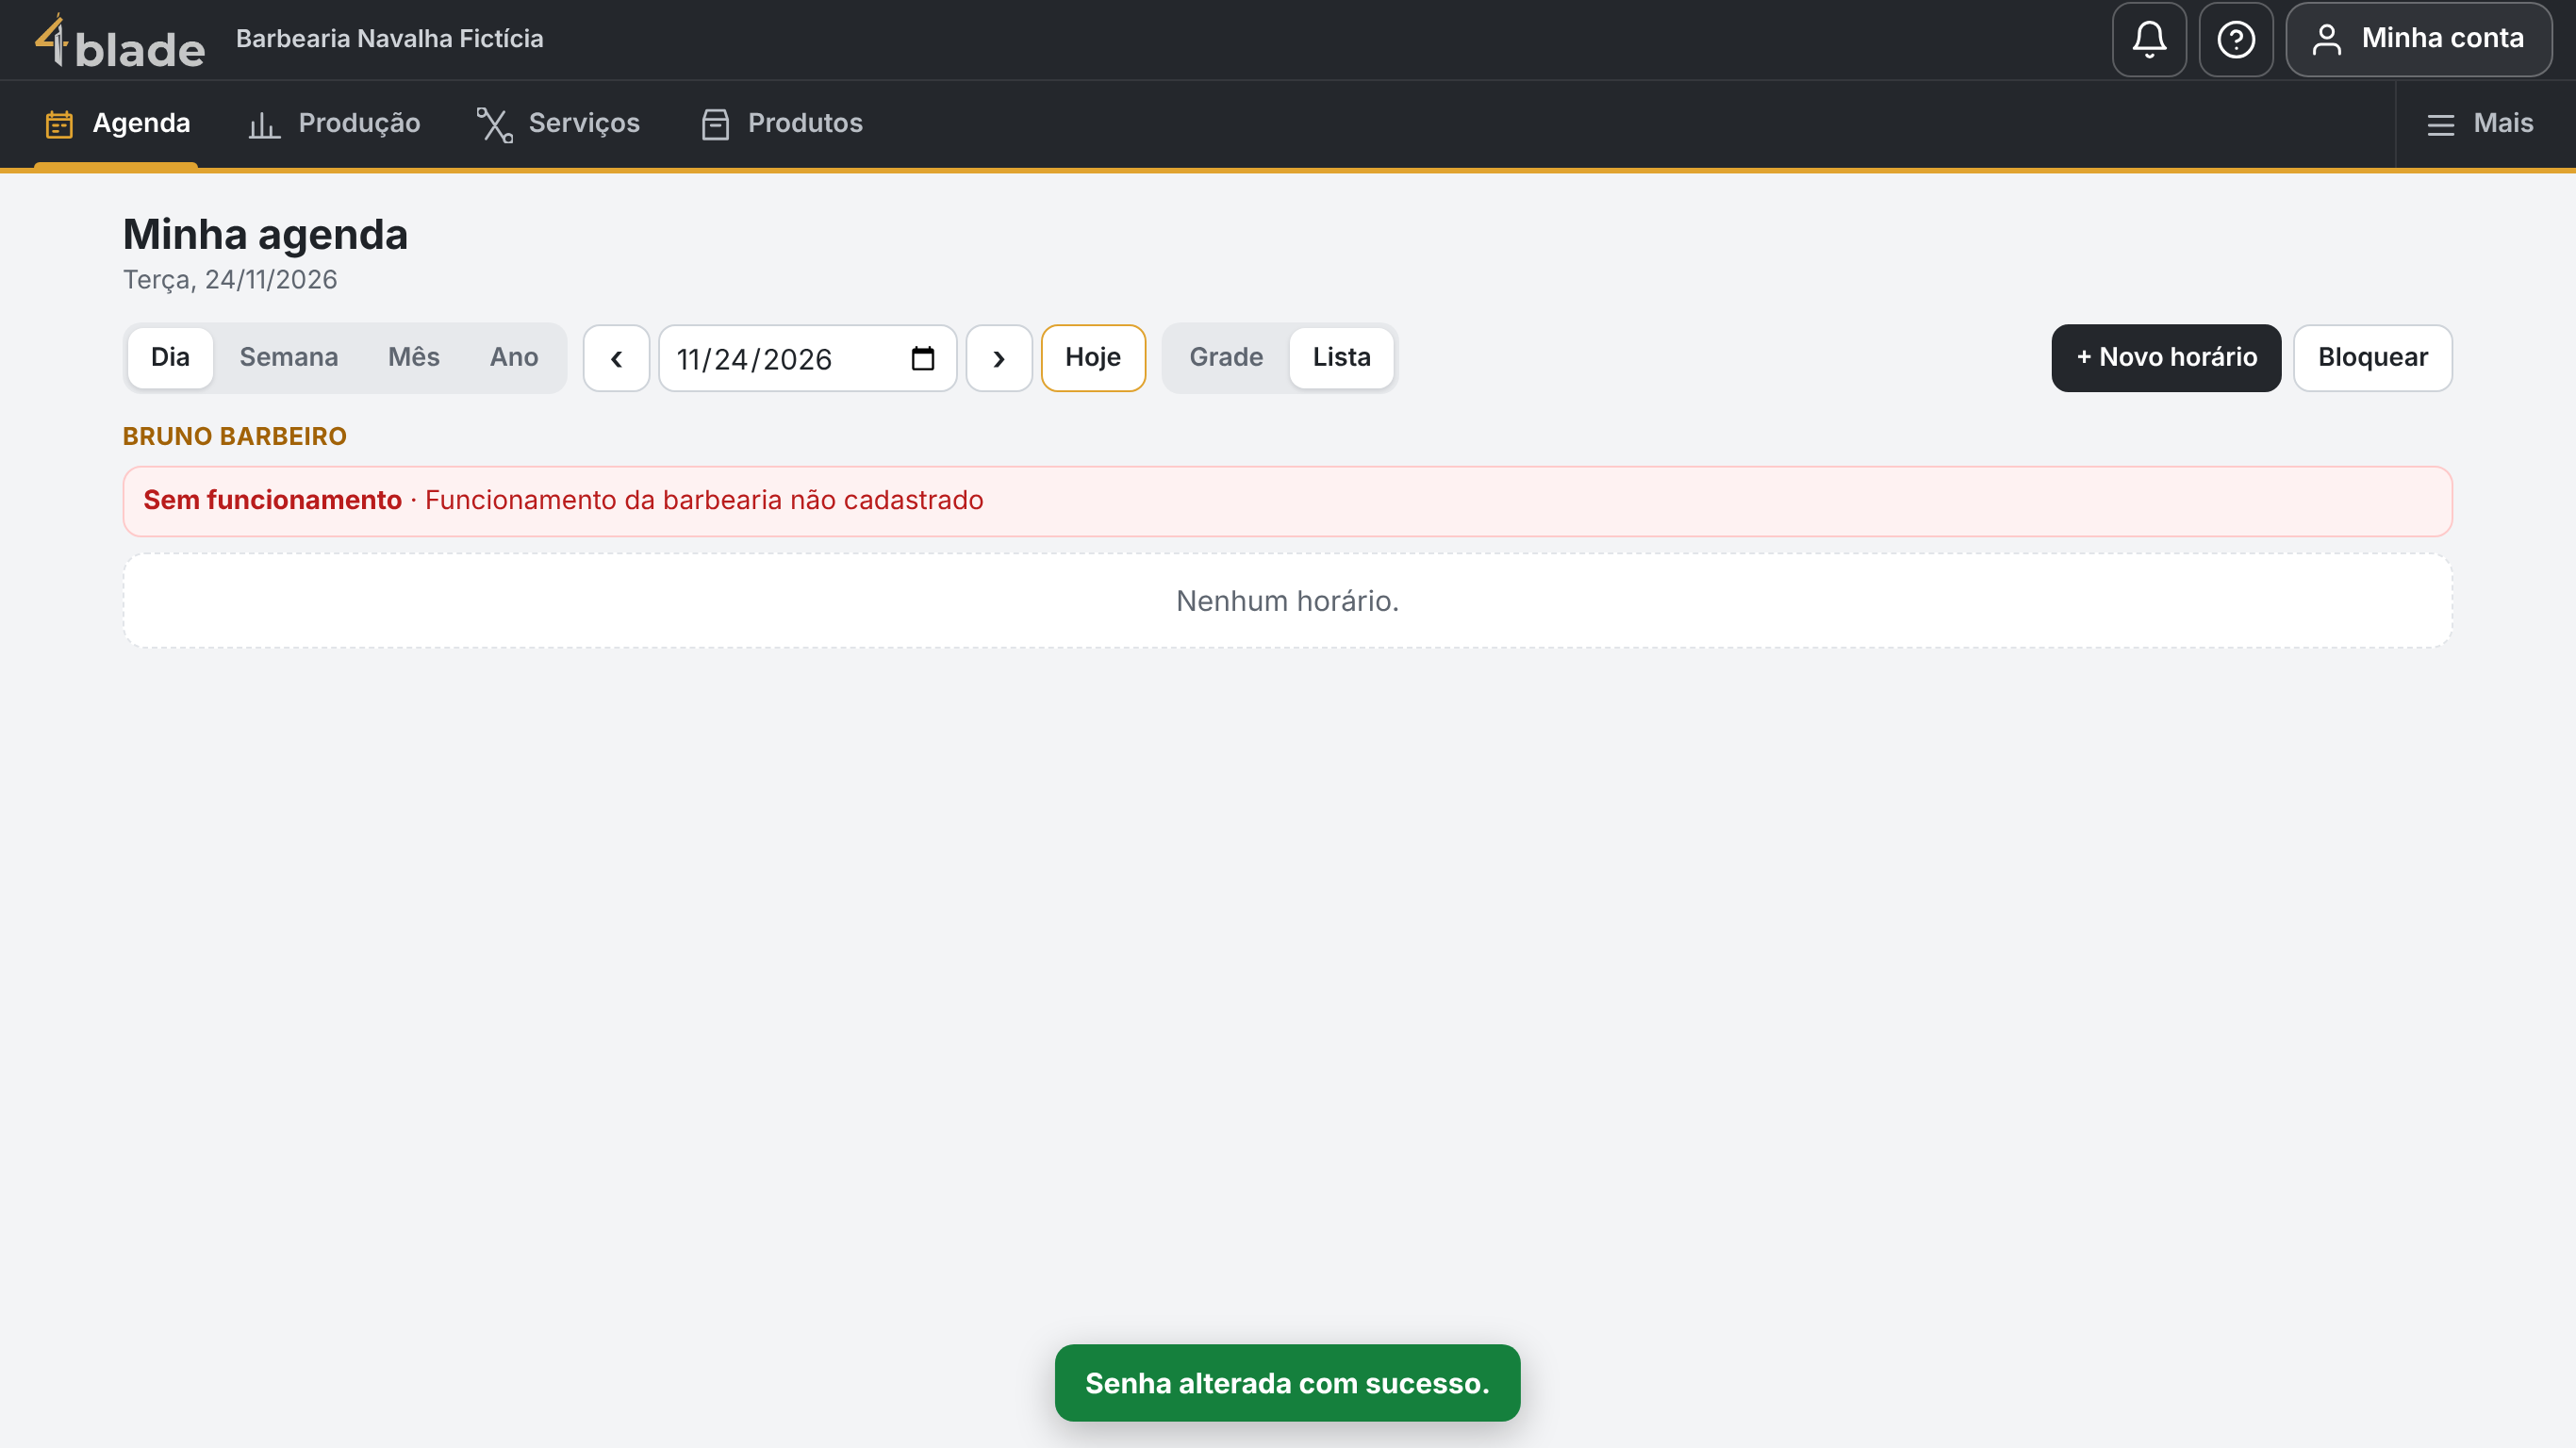 4blade Barbearia Navalha Fictícia Minha conta
Agenda Produção Serviços Produtos Mais
Minha agenda
Terça, 24/11/2026
Dia Semana Mês Ano ‹ 11/24/2026 › Hoje Grade Lista + Novo horário Bloquear
BRUNO BARBEIRO
Sem funcionamento · Funcionamento da barbearia não cadastrado
Nenhum horário.
Senha alterada com sucesso.